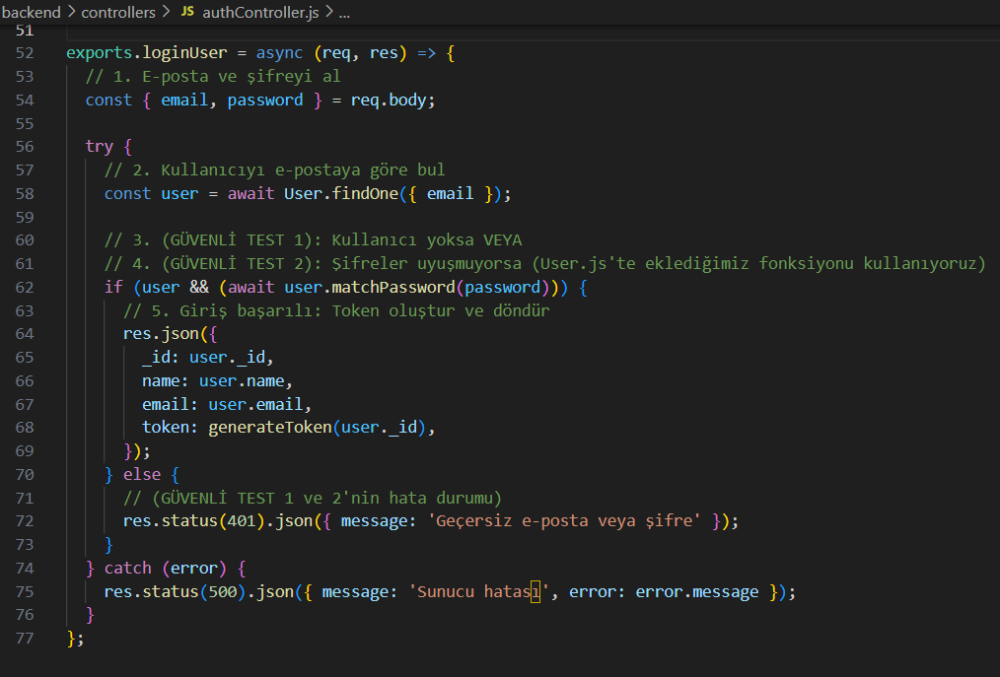 backend > controllers > JS authController.js > ...
51
52 exports.loginUser = async (req, res) => {
53 // 1. E-posta ve şifreyi al
54 const { email, password } = req.body;
55
56 try {
57 // 2. Kullanıcıyı e-postaya göre bul
58 const user = await User.findOne({ email });
59
60 // 3. (GÜVENLİ TEST 1): Kullanıcı yoksa VEYA
61 // 4. (GÜVENLİ TEST 2): Şifreler uyuşmuyorsa (User.js'te eklediğimiz fonksiyonu kullanıyoruz)
62 if (user && (await user.matchPassword(password))) {
63 // 5. Giriş başarılı: Token oluştur ve döndür
64 res.json({
65 _id: user._id,
66 name: user.name,
67 email: user.email,
68 token: generateToken(user._id),
69 });
70 } else {
71 // (GÜVENLİ TEST 1 ve 2'nin hata durumu)
72 res.status(401).json({ message: 'Geçersiz e-posta veya şifre' });
73 }
74 } catch (error) {
75 res.status(500).json({ message: 'Sunucu hatası', error: error.message });
76 }
77 };